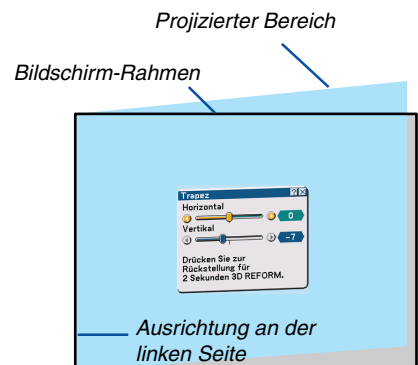 Projizierter Bereich
Bildschirm-Rahmen
Trapez
Horizontal
0
Vertikal
-7
Drücken Sie zur
Rückstellung für
2 Sekunden 3D REFORM.
Ausrichtung an der
linken Seite